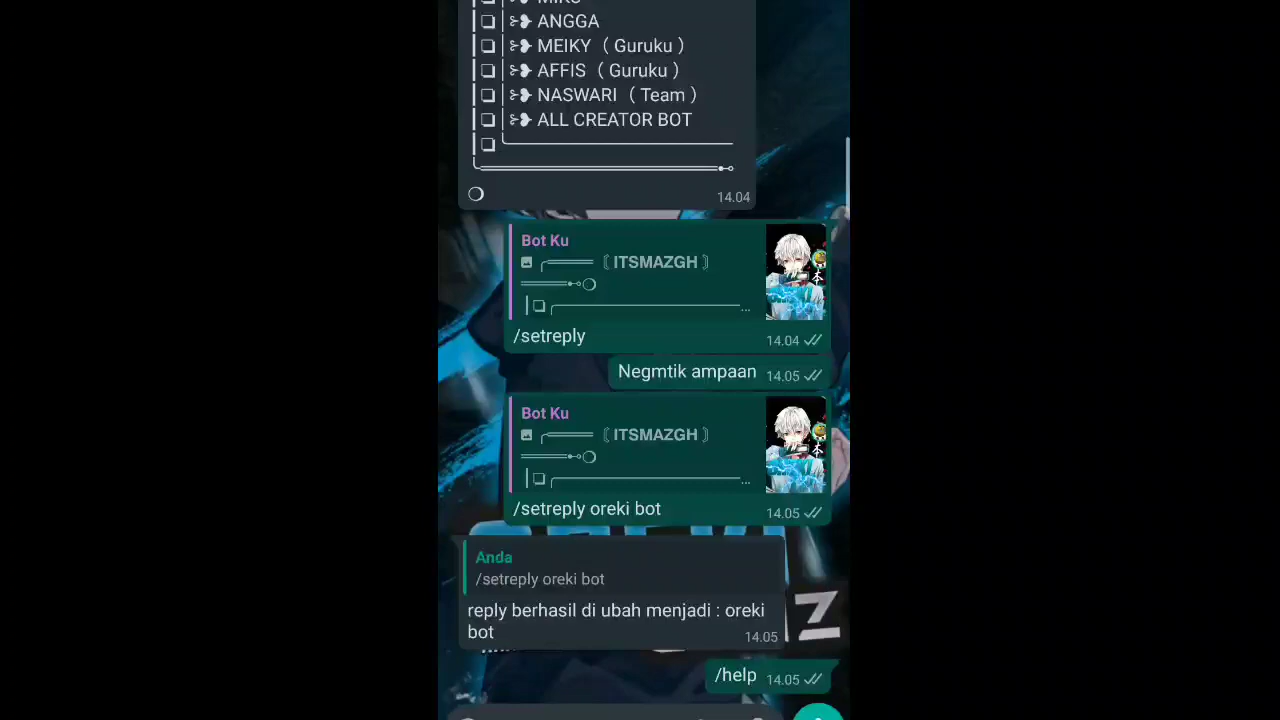 ANGGA
MEIKY ( Guruku )
AFFIS ( Guruku )
NASWARI ( Team )
ALL CREATOR BOT
14.04
Bot Ku
〖ITSMAZGH〗
...
/setreply
14.04
Negmtik ampaan 14.05
Bot Ku
〖ITSMAZGH〗
...
/setreply oreki bot
14.05
Anda
/setreply oreki bot
reply berhasil di ubah menjadi : oreki
bot
14.05
Z
/help 14.05